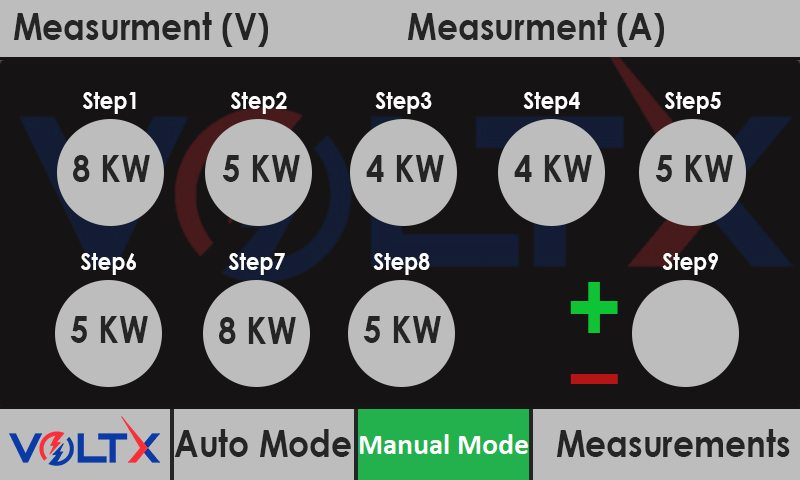 Measurment (V) Measurment (A)
Step1 Step2 Step3 Step4 Step5
8 KW 5 KW 4 KW 4 KW 5 KW
Step6 Step7 Step8 Step9
5 KW 8 KW 5 KW
VOLTX Auto Mode Manual Mode Measurements